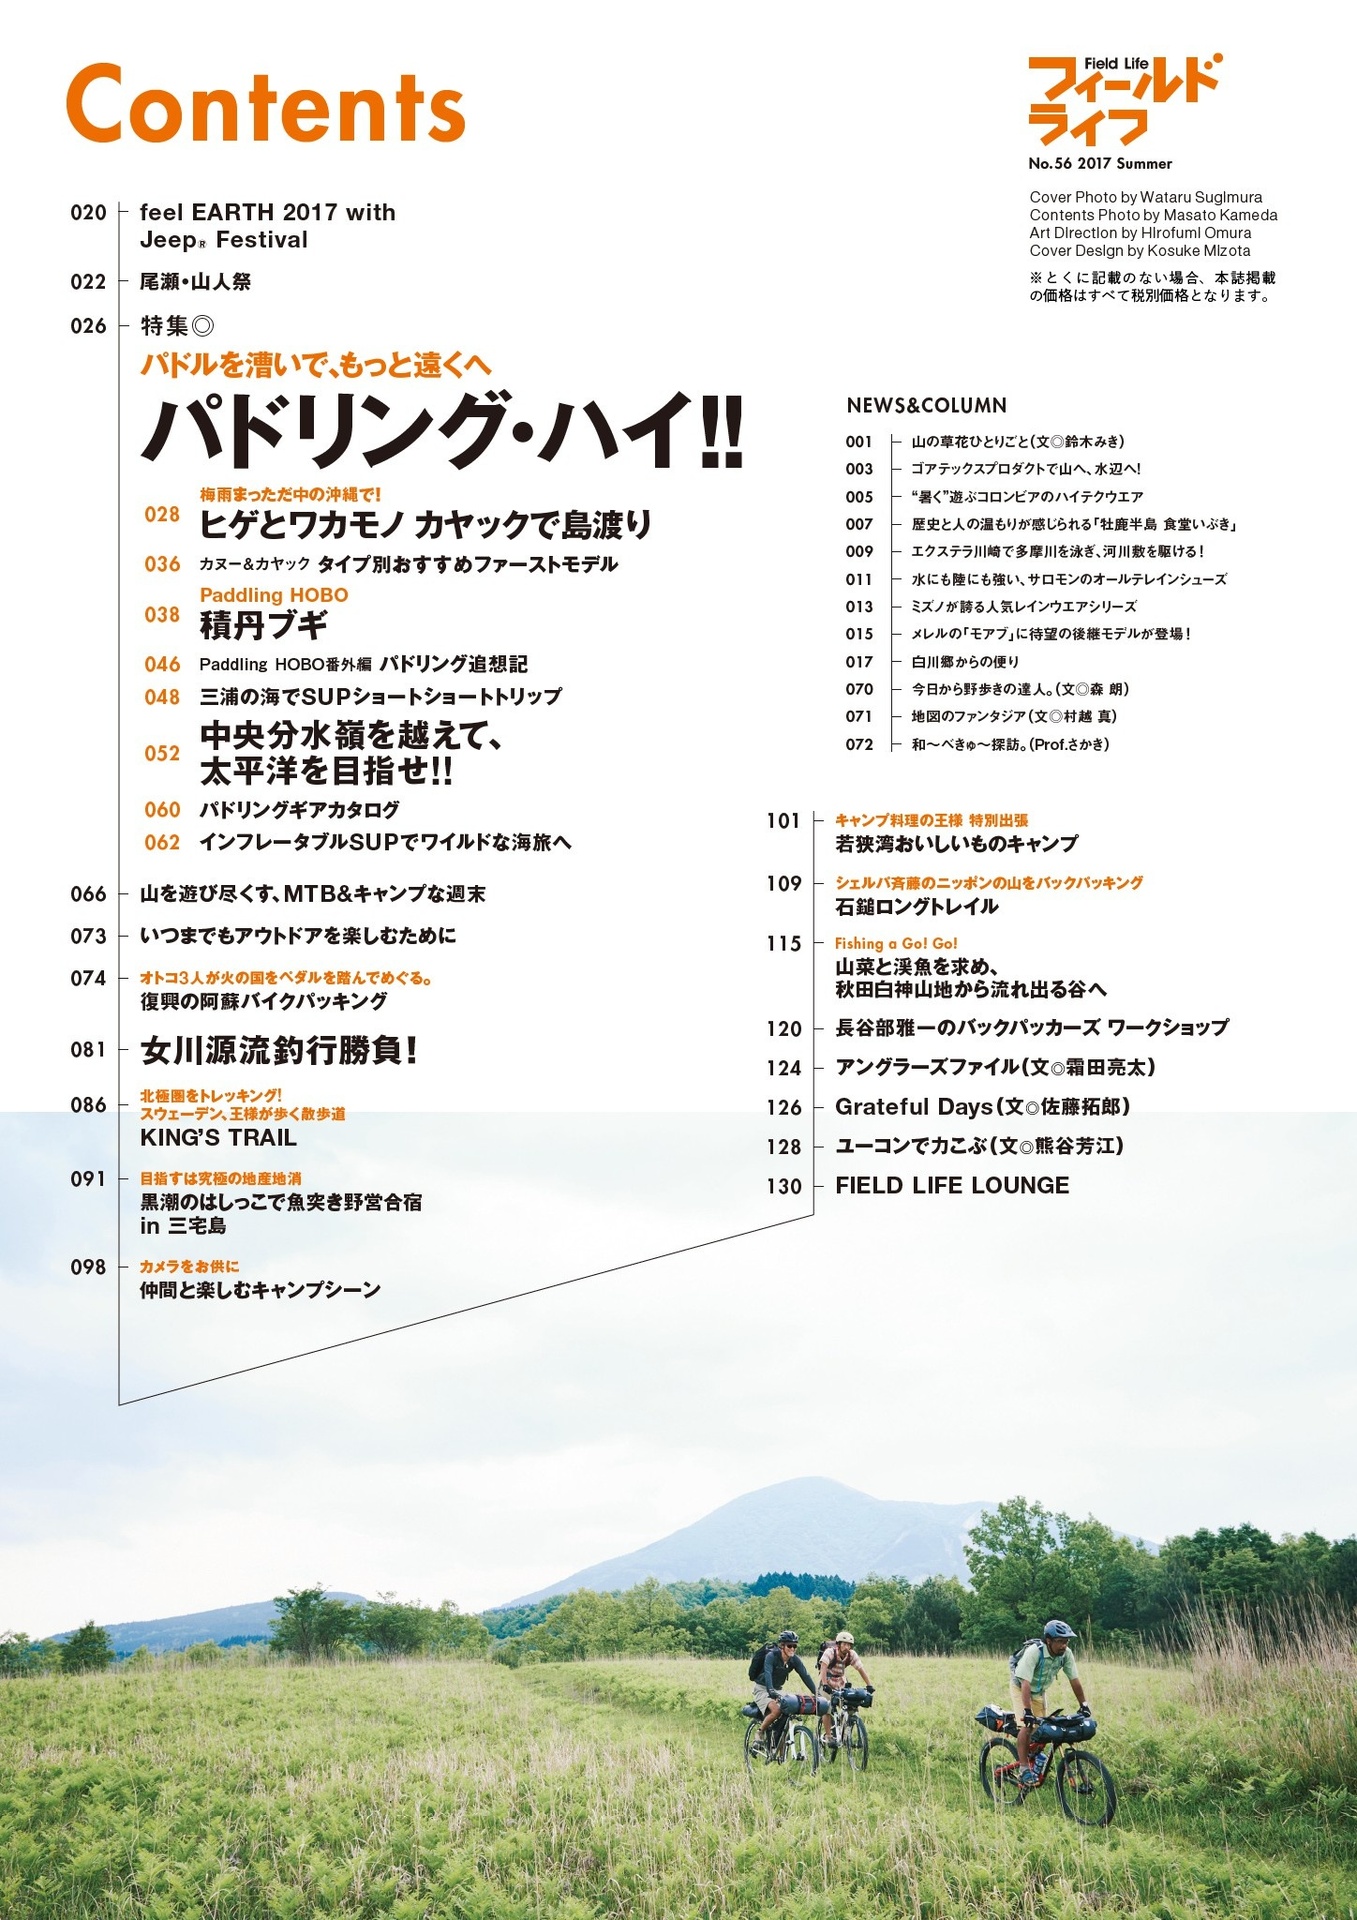 Contents
Field Life
フィールド
ライフ
No.56 2017 Summer
Cover Photo by Wataru Sugimura
Contents Photo by Masato Kameda
Art Direction by Hirofumi Omura
Cover Design by Kosuke Mizota
※とくに記載のない場合、本誌掲載
の価格はすべて税別価格となります。
020 feel EARTH 2017 with
Jeep® Festival
022 尾瀬・山人祭
026 特集◎
パドルを漕いで、もっと遠くへ
パドリング・ハイ!!
梅雨まっただ中の沖縄で!
028 ヒゲとワカモノ カヤックで島渡り
036 カヌー&カヤック タイプ別おすすめファーストモデル
Paddling HOBO
038 積丹ブギ
046 Paddling HOBO番外編 パドリング追想記
048 三浦の海でSUPショートショートトリップ
052 中央分水嶺を越えて、
太平洋を目指せ!!
060 パドリングギアカタログ
062 インフレータブルSUPでワイルドな海旅へ
066 山を遊び尽くす、MTB&キャンプな週末
073 いつまでもアウトドアを楽しむために
074 オトコ3人が火の国をペダルを踏んでめぐる。
復興の阿蘇バイクパッキング
081 女川源流釣行勝負!
北極圏をトレッキング!
086 スウェーデン、王様が歩く散歩道
KING'S TRAIL
091 目指すは究極の地産地消
黒潮のはしっこで魚突き野営合宿
in 三宅島
098 カメラをお供に
仲間と楽しむキャンプシーン
NEWS&COLUMN
001 山の草花ひとりごと(文◎鈴木みき)
003 ゴアテックスプロダクトで山へ、水辺へ!
005 “暑く”遊ぶコロンビアのハイテクウエア
007 歴史と人の温もりが感じられる「牡鹿半島 食堂いぶき」
009 エクステラ川崎で多摩川を泳ぎ、河川敷を駆ける!
011 水にも陸にも強い、サロモンのオールテレインシューズ
013 ミズノが誇る人気レインウエアシリーズ
015 メレルの「モアブ」に待望の後継モデルが登場!
017 白川郷からの便り
070 今日から野歩きの達人。(文◎森 朗)
071 地図のファンタジア(文◎村越 真)
072 和〜べきゅ〜探訪。(Prof.さかき)
101 キャンプ料理の王様 特別出張
若狭湾おいしいものキャンプ
109 シェルパ斉藤のニッポンの山をバックパッキング
石鎚ロングトレイル
115 Fishing a Go! Go!
山菜と渓魚を求め、
秋田白神山地から流れ出る谷へ
120 長谷部雅一のバックパッカーズ ワークショップ
124 アングラーズファイル(文◎霜田亮太)
126 Grateful Days(文◎佐藤拓郎)
128 ユーコンで力こぶ(文◎熊谷芳江)
130 FIELD LIFE LOUNGE